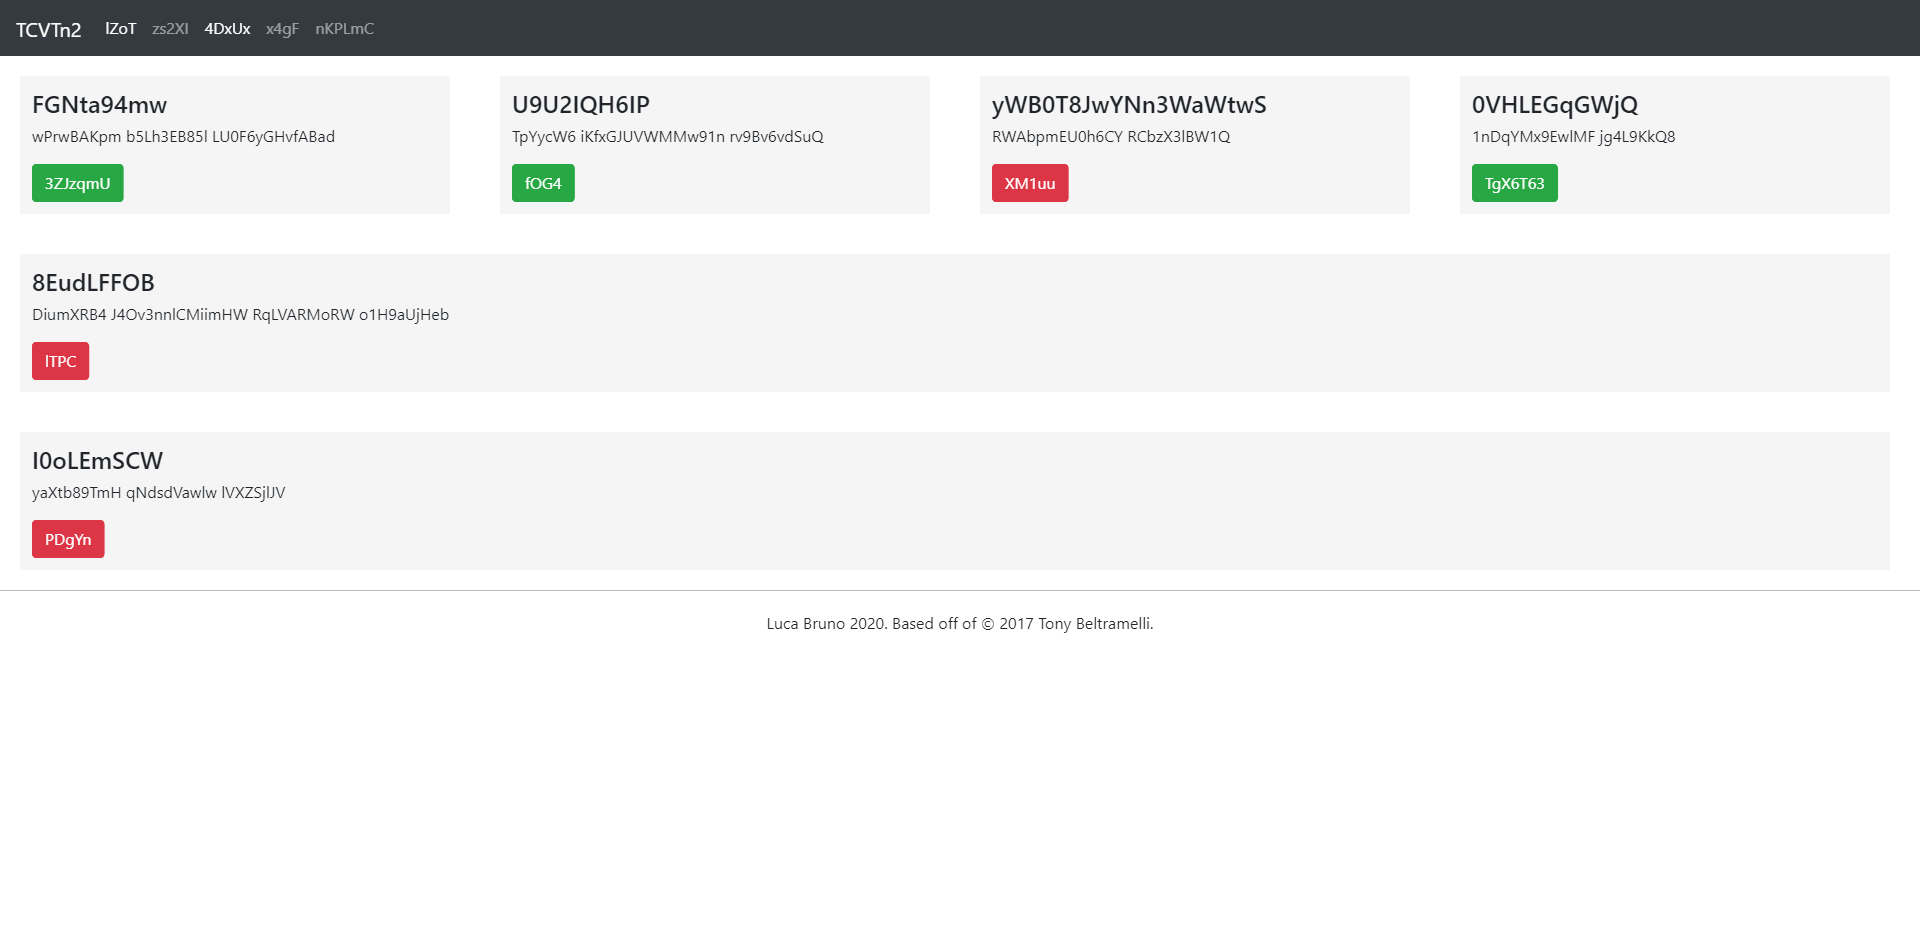 TCVTn2 lZoT zs2Xl 4DxUx x4gF nKPLmC
FGNta94mw
wPrwBAKpm b5Lh3EB85l LU0F6yGHvfABad
3ZJzqmU
U9U2IQH6IP
TpYycW6 iKfxGJUVWMMw91n rv9Bv6vdSuQ
fOG4
yWB0T8JwYNn3WaWtwS
RWAbpmEU0h6CY RCbzX3lBW1Q
XM1uu
0VHLEGqGWjQ
1nDqYMx9EwlMF jg4L9KkQ8
TgX6T63
8EudLFFOB
DiumXRB4 J4Ov3nnlCMiimHW RqLVARMoRW o1H9aUjHeb
lTPC
I0oLEmSCW
yaXtb89TmH qNdsdVawlw lVXZSjlJV
PDgYn
Luca Bruno 2020. Based off of © 2017 Tony Beltramelli.